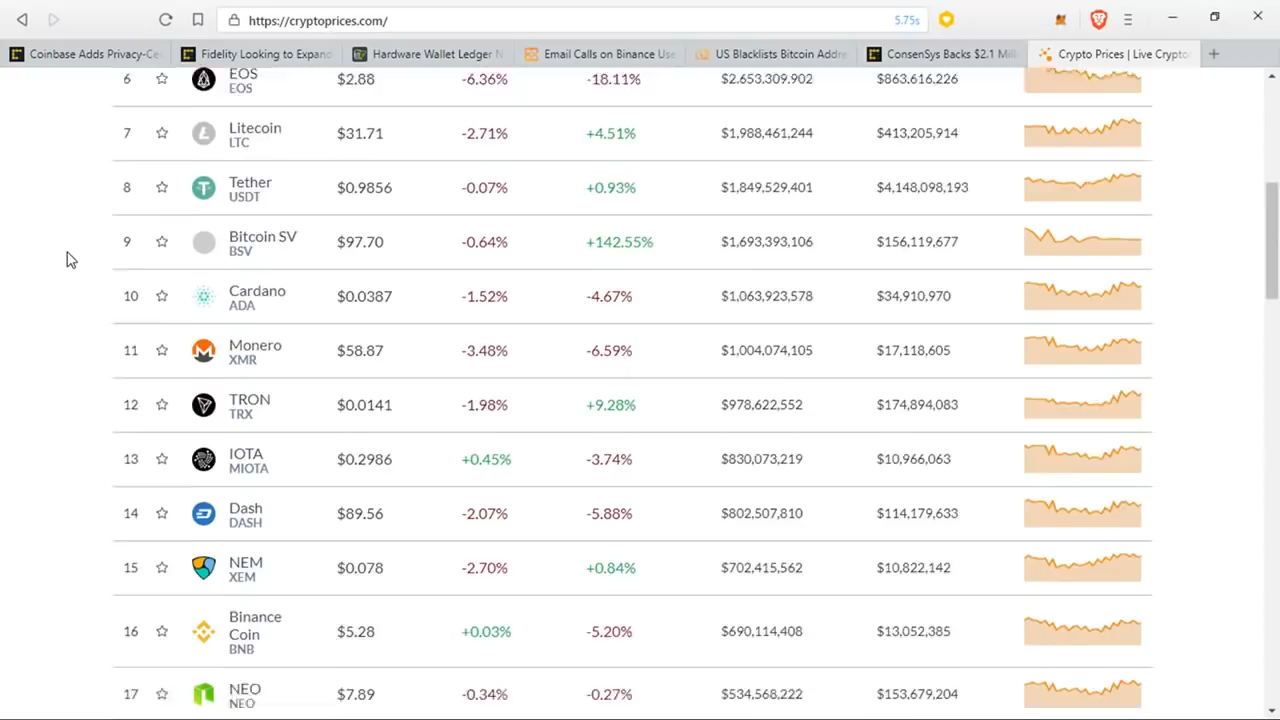 https://cryptoprices.com/
5.75s
Coinbase Adds Privacy-Ce
Fidelity Looking to Expand
Hardware Wallet Ledger N
Email Calls on Binance Use
US Blacklists Bitcoin Addre
ConsenSys Backs $2.1 Mill
Crypto Prices | Live Crypto
6 EOS $2.88 -6.36% -18.11% $2,653,309,902 $863,616,226
EOS
7 Litecoin $31.71 -2.71% +4.51% $1,988,461,244 $413,205,914
LTC
8 Tether $0.9856 -0.07% +0.93% $1,849,529,401 $4,148,098,193
USDT
9 Bitcoin SV $97.70 -0.64% +142.55% $1,693,393,106 $156,119,677
BSV
10 Cardano $0.0387 -1.52% -4.67% $1,063,923,578 $34,910,970
ADA
11 Monero $58.87 -3.48% -6.59% $1,004,074,105 $17,118,605
XMR
12 TRON $0.0141 -1.98% +9.28% $978,622,552 $174,894,083
TRX
13 IOTA $0.2986 +0.45% -3.74% $830,073,219 $10,966,063
MIOTA
14 Dash $89.56 -2.07% -5.88% $802,507,810 $114,179,633
DASH
15 NEM $0.078 -2.70% +0.84% $702,415,562 $10,822,142
XEM
16 Binance Coin $5.28 +0.03% -5.20% $690,114,408 $13,052,385
BNB
17 NEO $7.89 -0.34% -0.27% $534,568,222 $153,679,204
NEO